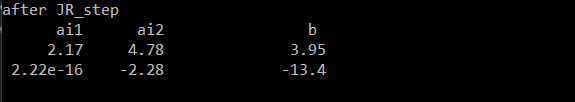 after JR_step
ai1 ai2 b
2.17 4.78 3.95
2.22e-16 -2.28 -13.4